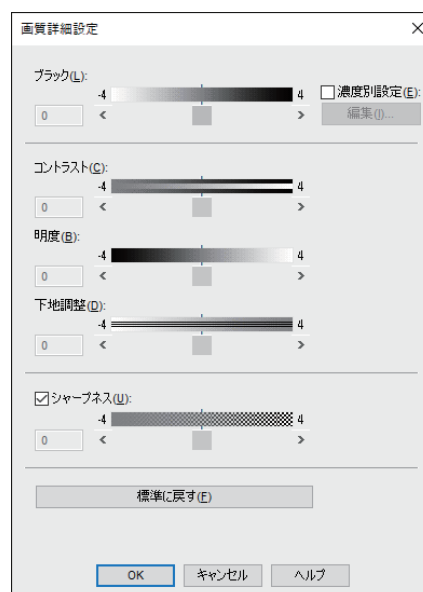 画質詳細設定
ブラック(L):
-4 4
0
濃度別設定(E):
編集(I)...
コントラスト(C):
-4 4
0
明度(B):
-4 4
0
下地調整(D):
-4 4
0
シャープネス(U):
-4 4
0
標準に戻す(F)
OK キャンセル ヘルプ